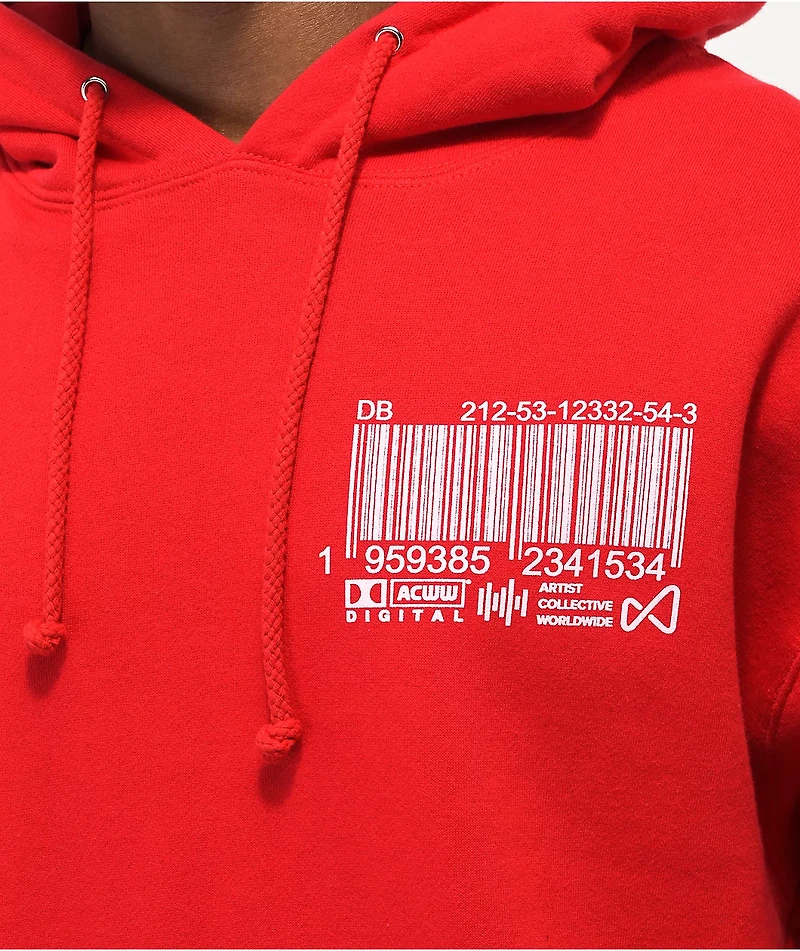 DB 212-53-12332-54-3
1 959385 2341534
ACWW
DIGITAL
ARTIST
COLLECTIVE
WORLDWIDE